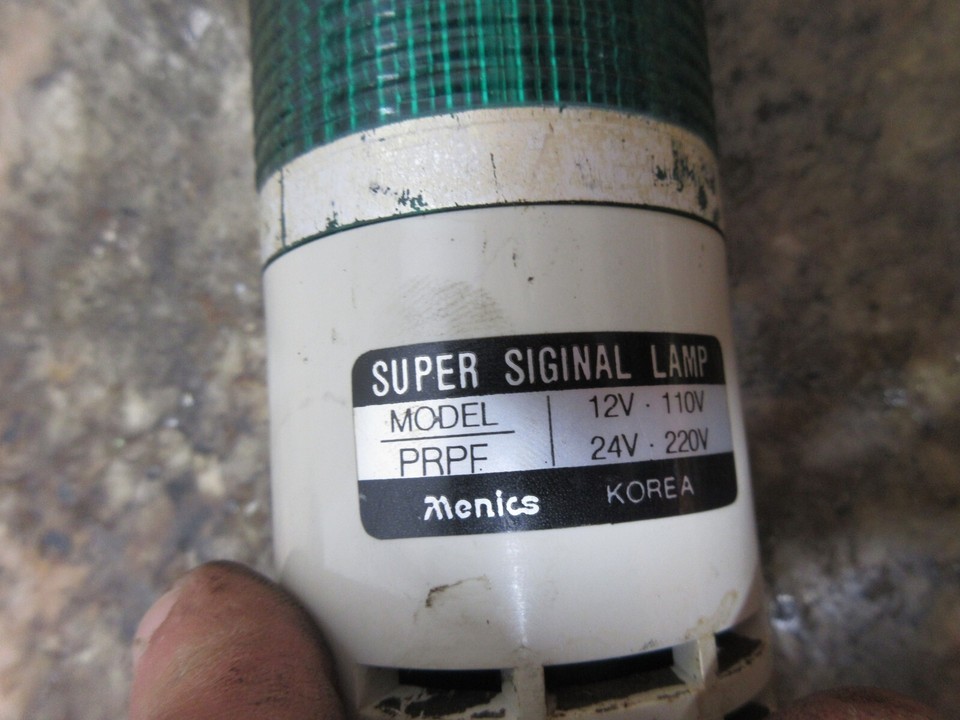 SUPER SIGINAL LAMP
MODEL 12V · 110V
PRPF 24V · 220V
Menics KOREA